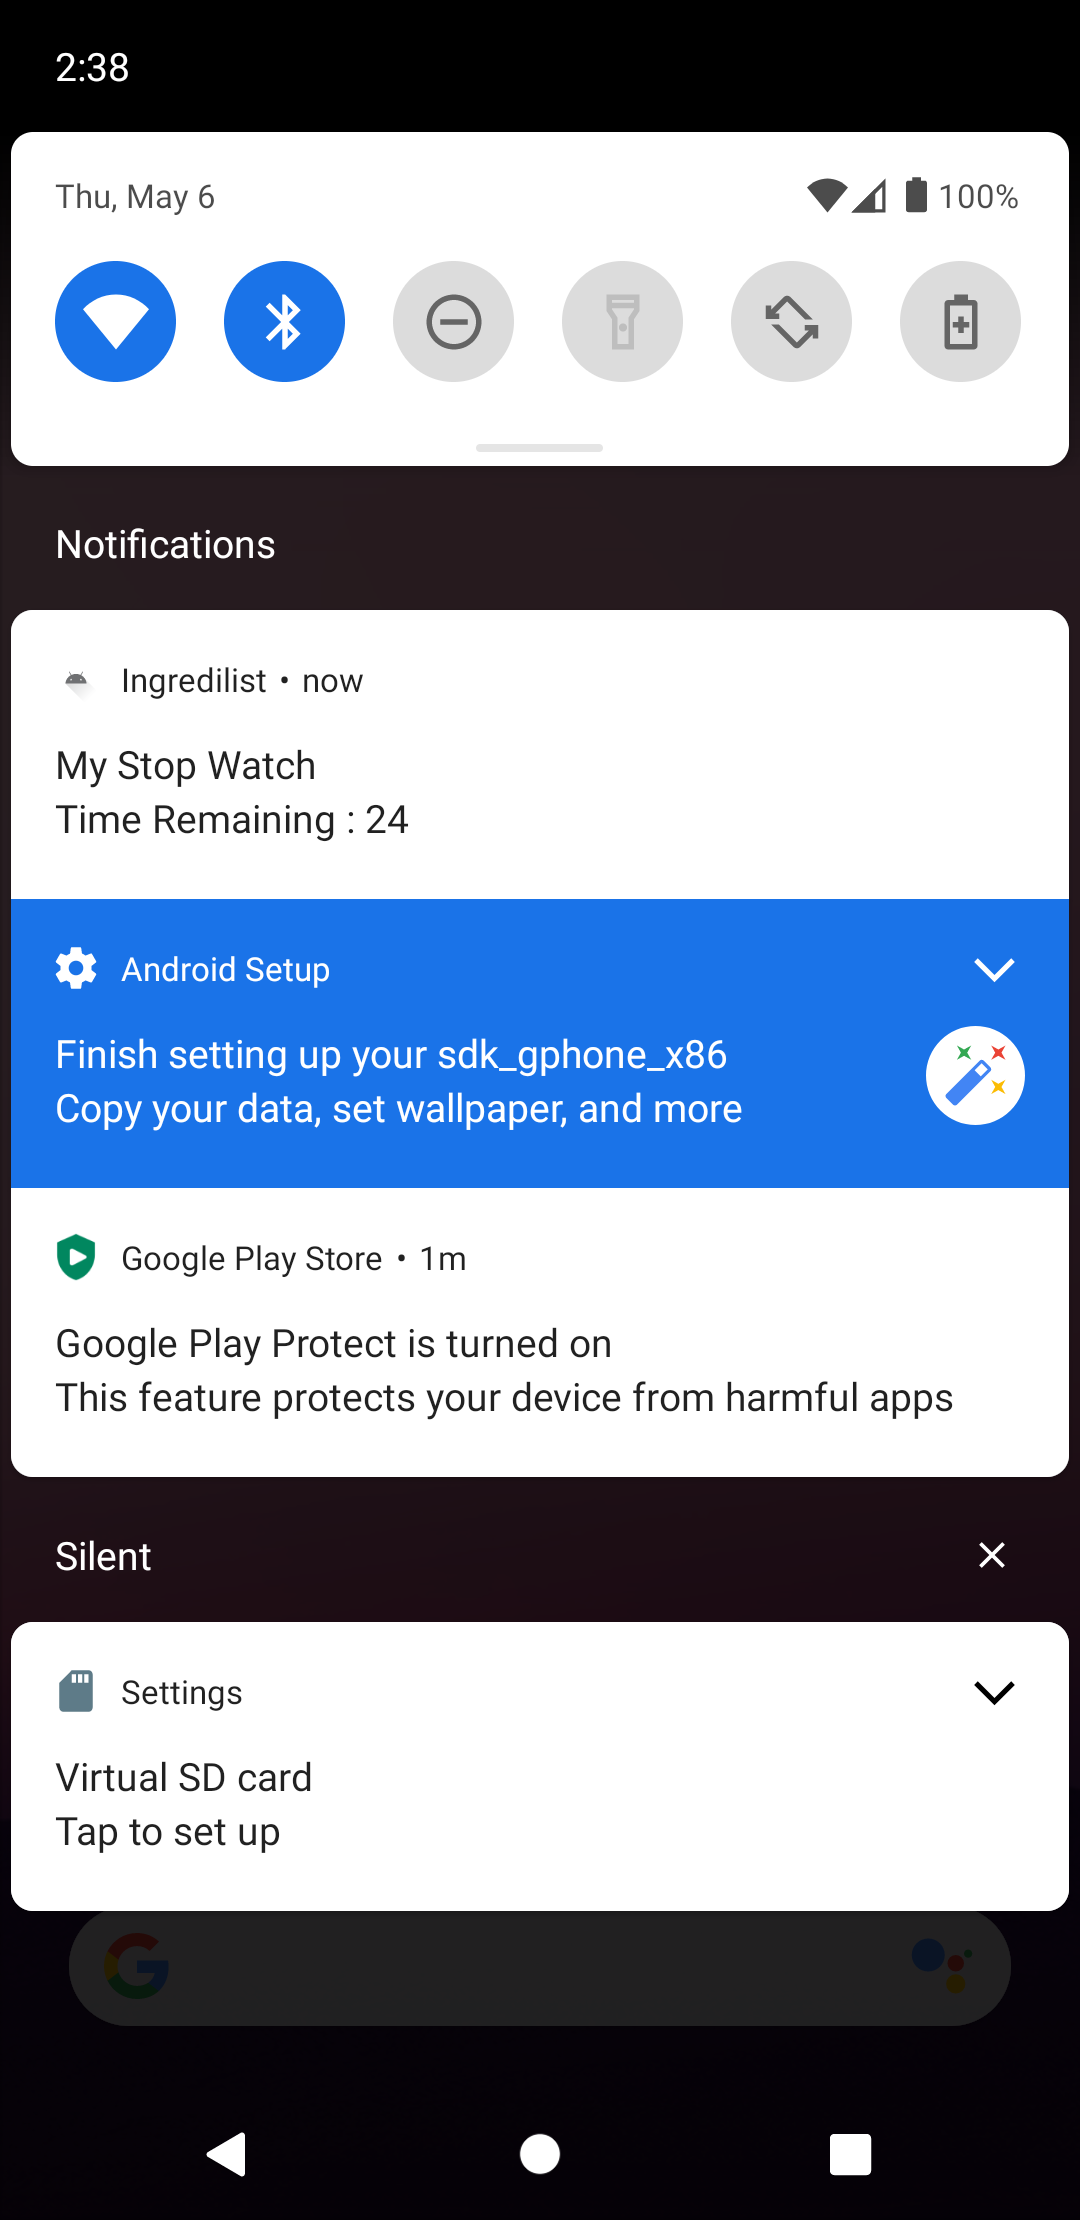 2:38
Thu, May 6
100%
Notifications
Ingredilist • now
My Stop Watch
Time Remaining : 24
Android Setup
Finish setting up your sdk_gphone_x86
Copy your data, set wallpaper, and more
Google Play Store • 1m
Google Play Protect is turned on
This feature protects your device from harmful apps
Silent
Settings
Virtual SD card
Tap to set up